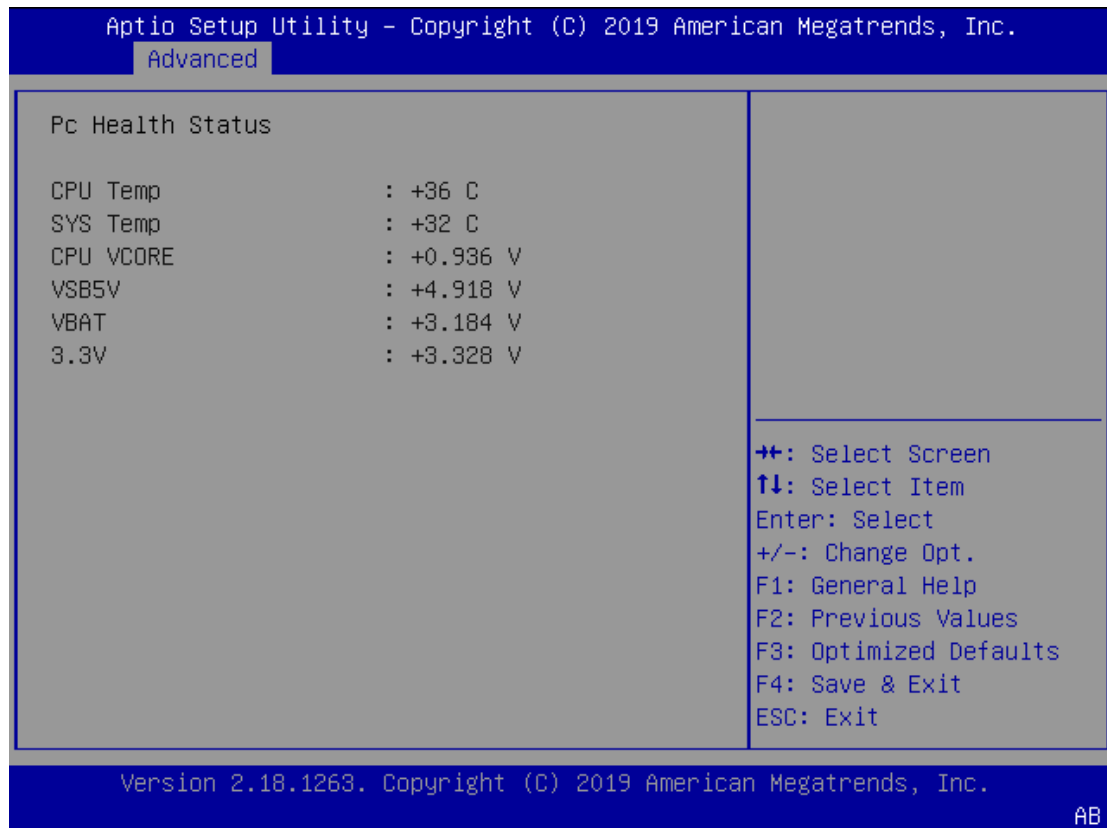 Aptio Setup Utility – Copyright (C) 2019 American Megatrends, Inc.
Advanced
Pc Health Status
CPU Temp : +36 C
SYS Temp : +32 C
CPU VCORE : +0.936 V
VSB5V : +4.918 V
VBAT : +3.184 V
3.3V : +3.328 V
→←: Select Screen
↑↓: Select Item
Enter: Select
+/-: Change Opt.
F1: General Help
F2: Previous Values
F3: Optimized Defaults
F4: Save & Exit
ESC: Exit
Version 2.18.1263. Copyright (C) 2019 American Megatrends, Inc.
AB